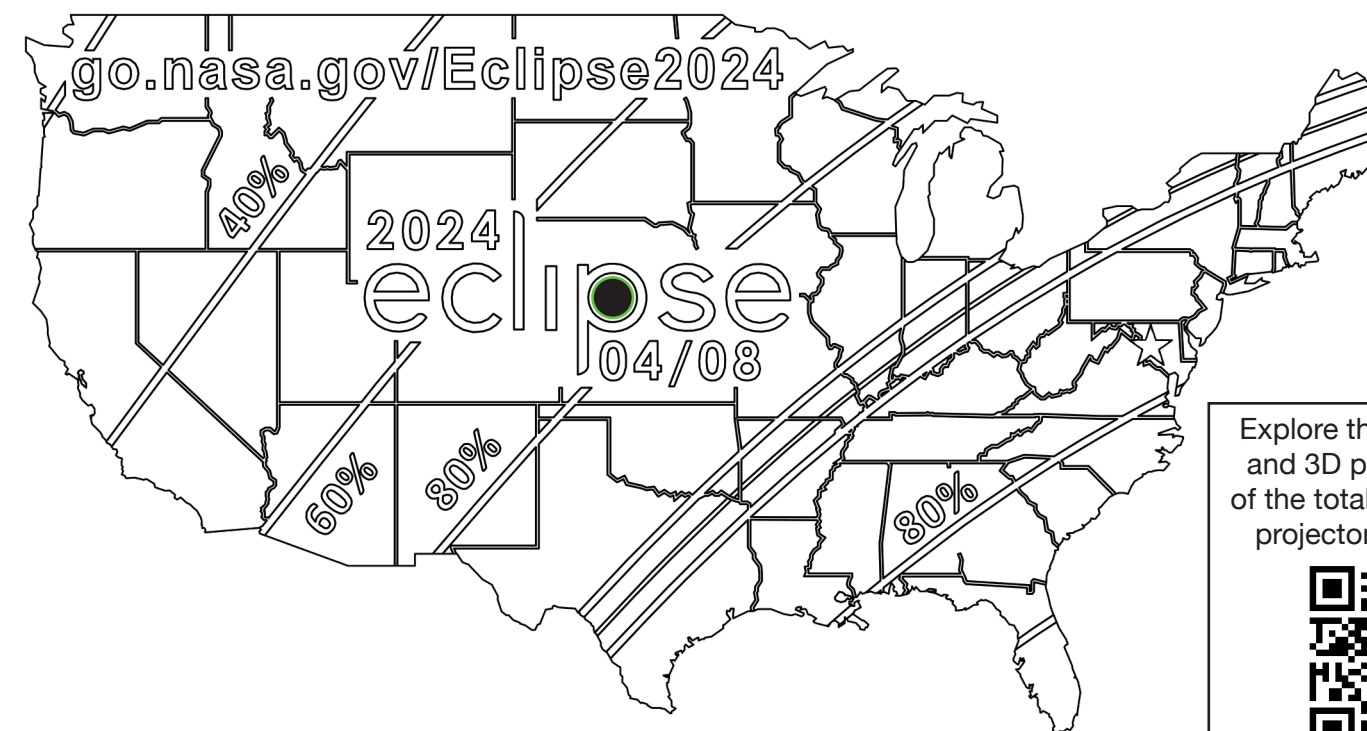 go.nasa.gov/Eclipse2024
40%
2024
eclipse
04/08
60%
80%
80%
Explore th
and 3D p
of the total
projector